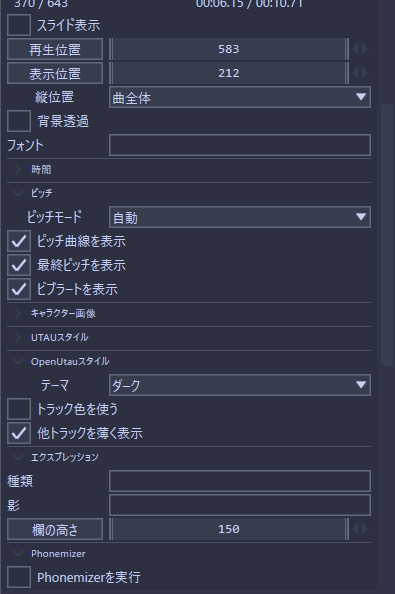 370 / 643 00:06.15 / 00:10.71
スライド表示
再生位置 583
表示位置 212
縦位置 曲全体
背景透過
フォント
時間
ピッチ
ピッチモード 自動
ピッチ曲線を表示
最終ピッチを表示
ビブラートを表示
キャラクター画像
UTAUスタイル
OpenUtauスタイル
テーマ ダーク
トラック色を使う
他トラックを薄く表示
エクスプレッション
種類
影
欄の高さ 150
Phonemizer
Phonemizerを実行